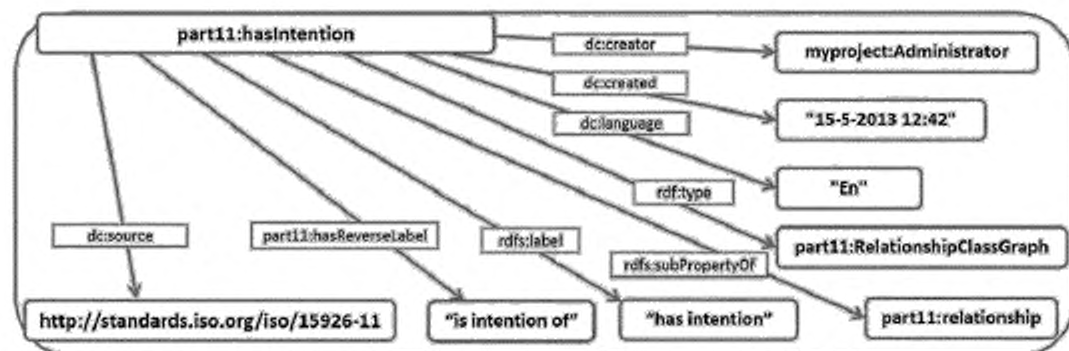 part11:hasIntention
dc:creator
myproject:Administrator
dc:created
"15-5-2013 12:42"
dc:language
"En"
rdf:type
part11:RelationshipClassGraph
dc:source
part11:hasReverseLabel
rdfs:label
rdfs:subPropertyOF
http://standards.iso.org/iso/15926-11
"is intention of"
"has intention"
part11:relationship